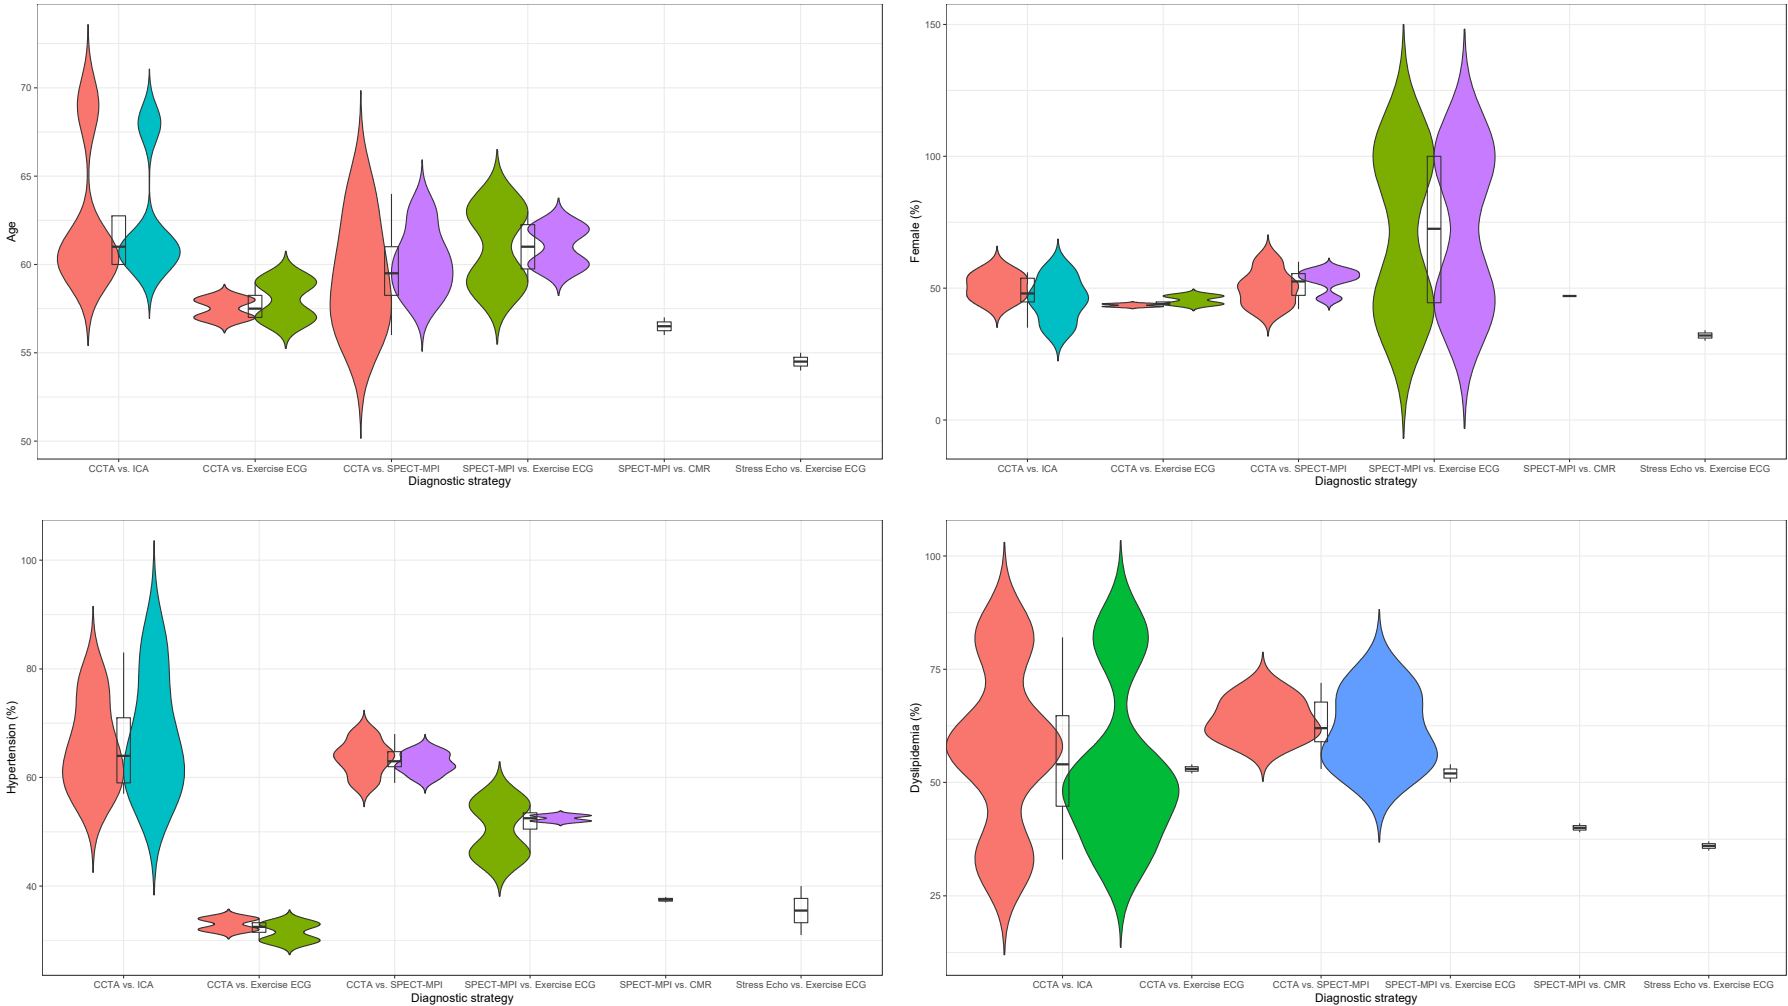 Age
70
65
60
55
50
CCTA vs. ICA CCTA vs. Exercise ECG CCTA vs. SPECT-MPI SPECT-MPI vs. Exercise ECG SPECT-MPI vs. CMR Stress Echo vs. Exercise ECG
Diagnostic strategy
Female (%)
150
100
50
0
CCTA vs. ICA CCTA vs. Exercise ECG CCTA vs. SPECT-MPI SPECT-MPI vs. Exercise ECG SPECT-MPI vs. CMR Stress Echo vs. Exercise ECG
Diagnostic strategy
Hypertension (%)
100
80
60
40
CCTA vs. ICA CCTA vs. Exercise ECG CCTA vs. SPECT-MPI SPECT-MPI vs. Exercise ECG SPECT-MPI vs. CMR Stress Echo vs. Exercise ECG
Diagnostic strategy
Dyslipidemia (%)
100
75
50
25
CCTA vs. ICA CCTA vs. Exercise ECG CCTA vs. SPECT-MPI SPECT-MPI vs. Exercise ECG SPECT-MPI vs. CMR Stress Echo vs. Exercise ECG
Diagnostic strategy